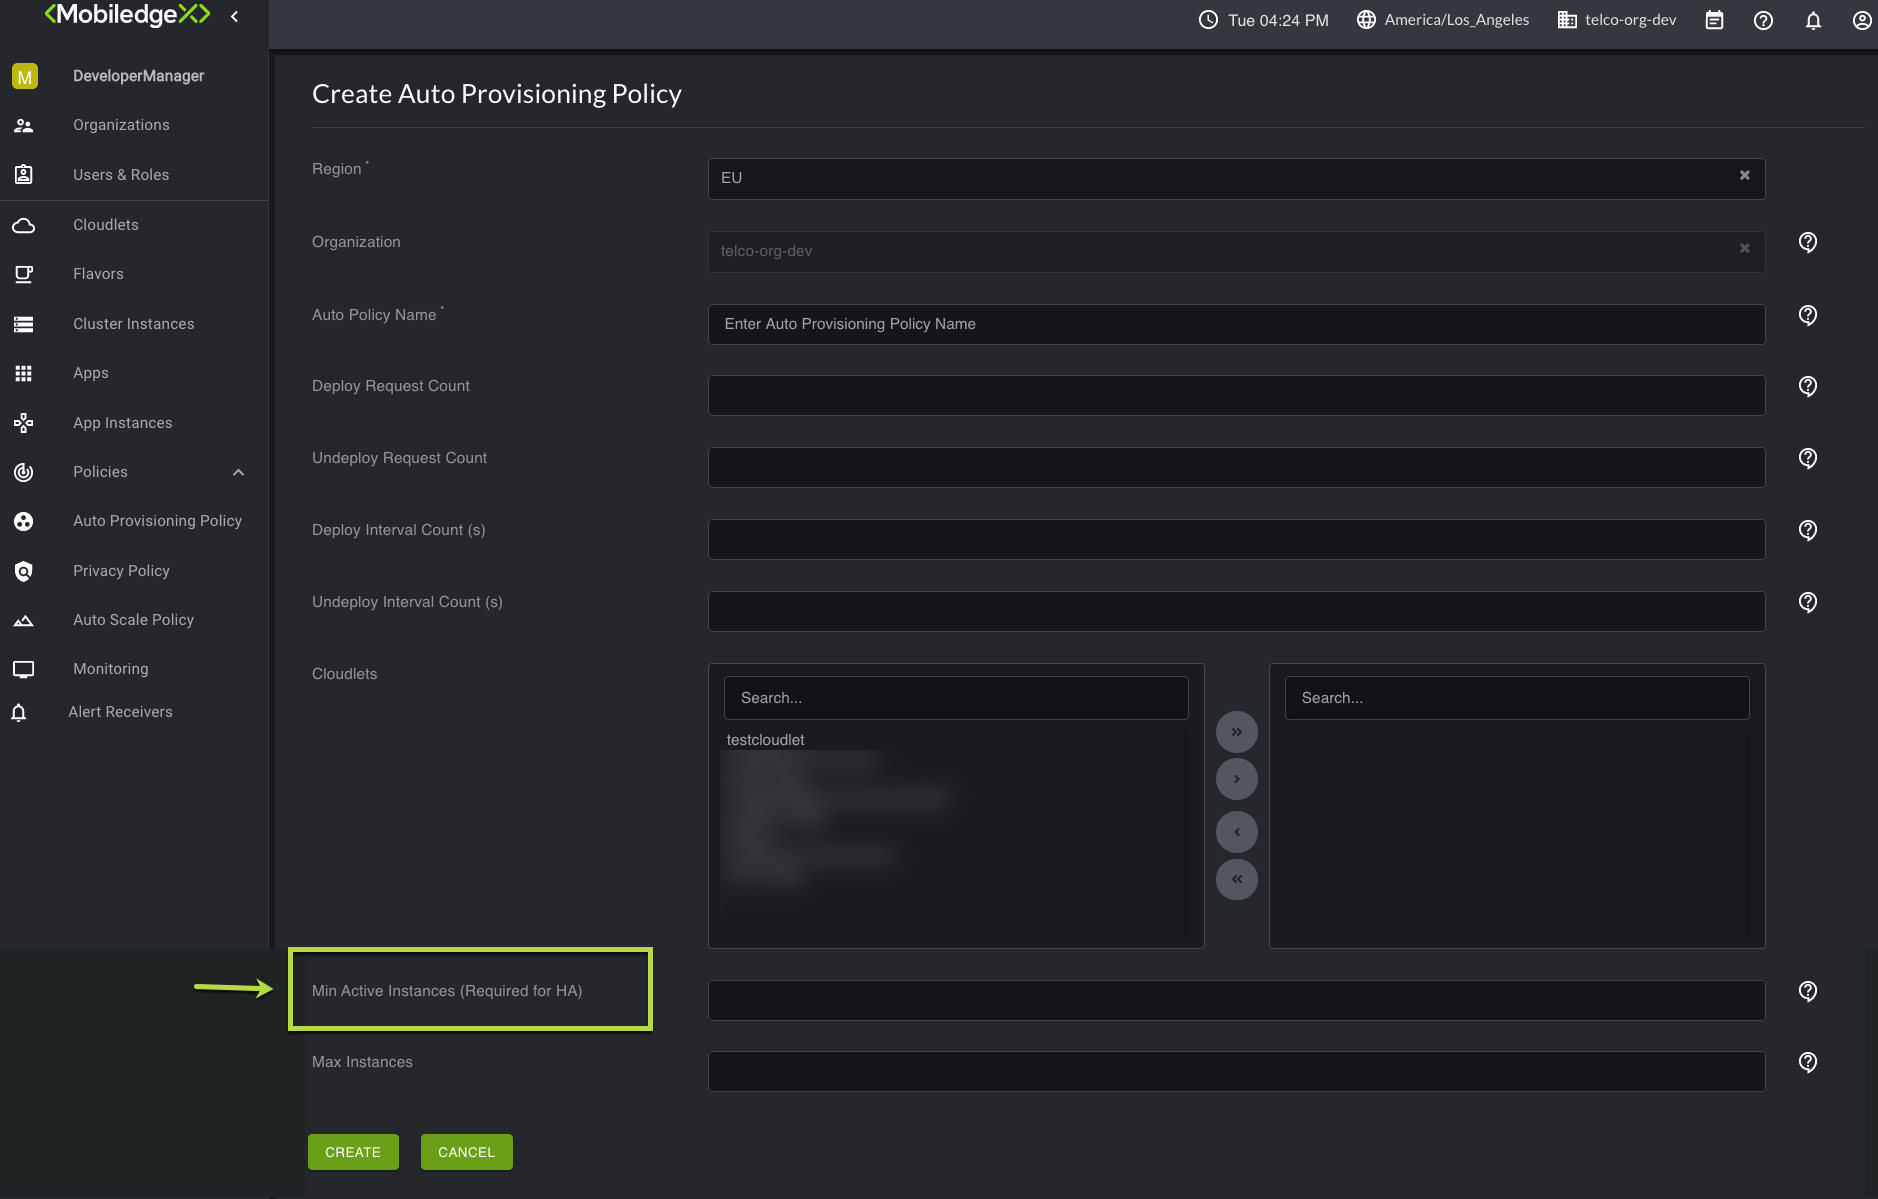 <MobiledgeX>
Tue 04:24 PM
America/Los_Angeles
telco-org-dev
M
DeveloperManager
Organizations
Users & Roles
Cloudlets
Flavors
Cluster Instances
Apps
App Instances
Policies
Auto Provisioning Policy
Privacy Policy
Auto Scale Policy
Monitoring
Alert Receivers
Create Auto Provisioning Policy
Region *
EU
Organization
telco-org-dev
Auto Policy Name *
Enter Auto Provisioning Policy Name
Deploy Request Count
Undeploy Request Count
Deploy Interval Count (s)
Undeploy Interval Count (s)
Cloudlets
Search...
Search...
testcloudlet
Min Active Instances (Required for HA)
Max Instances
CREATE
CANCEL